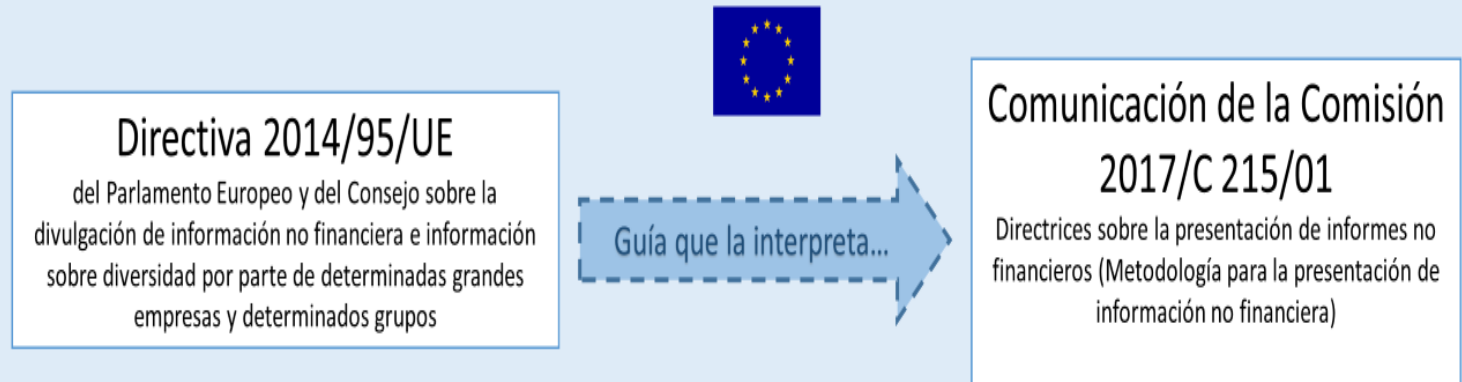 Directiva 2014/95/UE
del Parlamento Europeo y del Consejo sobre la
divulgación de información no financiera e información
sobre diversidad por parte de determinadas grandes
empresas y determinados grupos
Guía que la interpreta...
Comunicación de la Comisión
2017/C 215/01
Directrices sobre la presentación de informes no
financieros (Metodología para la presentación de
información no financiera)